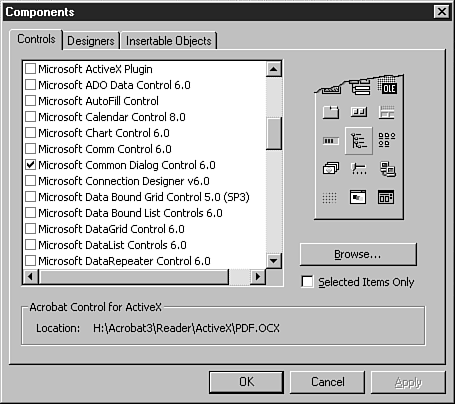 Components
Controls
Designers
Insertable Objects
Microsoft ActiveX Plugin
Microsoft ADO Data Control 6.0
Microsoft AutoFill Control
Microsoft Calendar Control 8.0
Microsoft Chart Control 6.0
Microsoft Comm Control 6.0
Microsoft Common Dialog Control 6.0
Microsoft Connection Designer v6.0
Microsoft Data Bound Grid Control 5.0 (SP3)
Microsoft Data Bound List Controls 6.0
Microsoft DataGrid Control 6.0
Microsoft DataList Controls 6.0
Microsoft DataRepeater Control 6.0
OLE
Browse...
Selected Items Only
Acrobat Control for ActiveX
Location: H:\Acrobat3\Reader\ActiveX\PDF.OCX
OK
Cancel
Apply